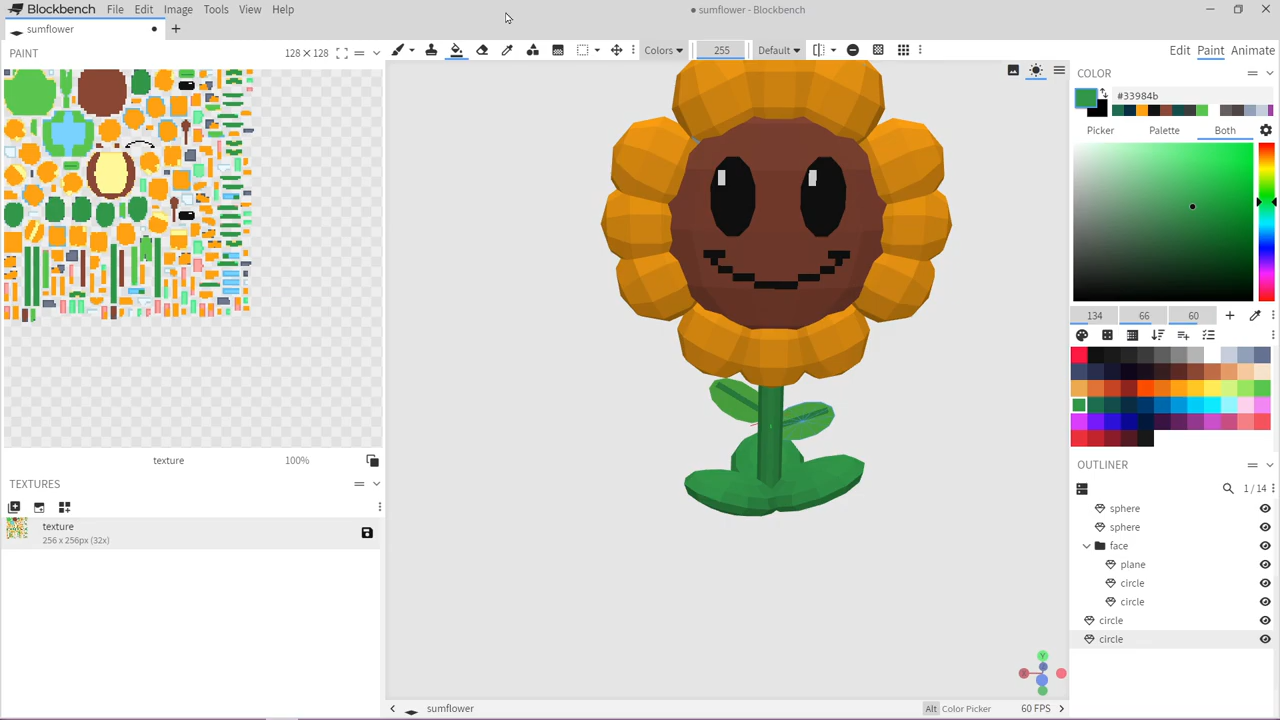 Blockbench File Edit Image Tools View Help
● sumflower - Blockbench
sumflower
PAINT 128 × 128
Colors 255 Default
Edit Paint Animate
COLOR
#33984b
Picker Palette Both
134 66 60
texture 100%
TEXTURES
texture
256 x 256px (32x)
OUTLINER
1 / 14
sphere
sphere
face
plane
circle
circle
circle
circle
sumflower
Alt Color Picker 60 FPS